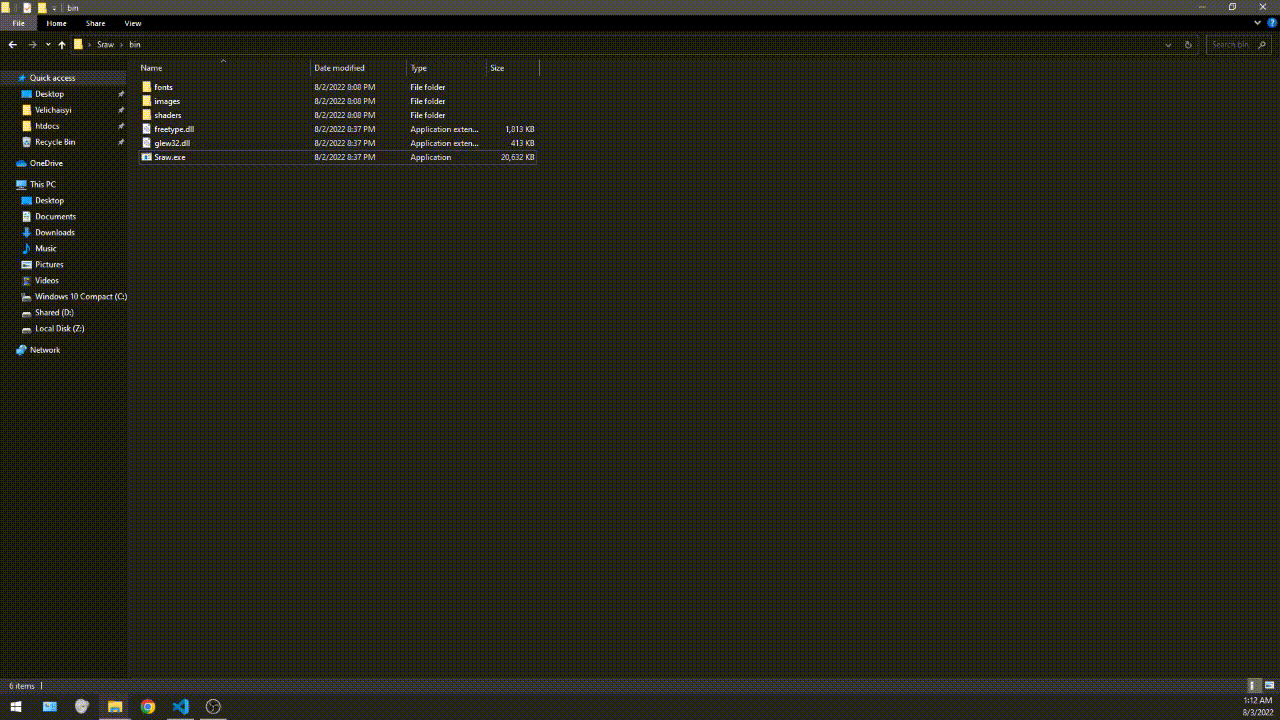 bin
File Home Share View
Sraw bin Search bin
Name Date modified Type Size
fonts 8/2/2022 8:08 PM File folder
images 8/2/2022 8:08 PM File folder
shaders 8/2/2022 8:08 PM File folder
freetype.dll 8/2/2022 8:37 PM Application exten... 1,813 KB
glew32.dll 8/2/2022 8:37 PM Application exten... 413 KB
Sraw.exe 8/2/2022 8:37 PM Application 20,632 KB
Quick access
Desktop
Velichaisyi
htdocs
Recycle Bin
OneDrive
This PC
Desktop
Documents
Downloads
Music
Pictures
Videos
Windows 10 Compact (C:)
Shared (D:)
Local Disk (Z:)
Network
6 items
1:12 AM
8/3/2022